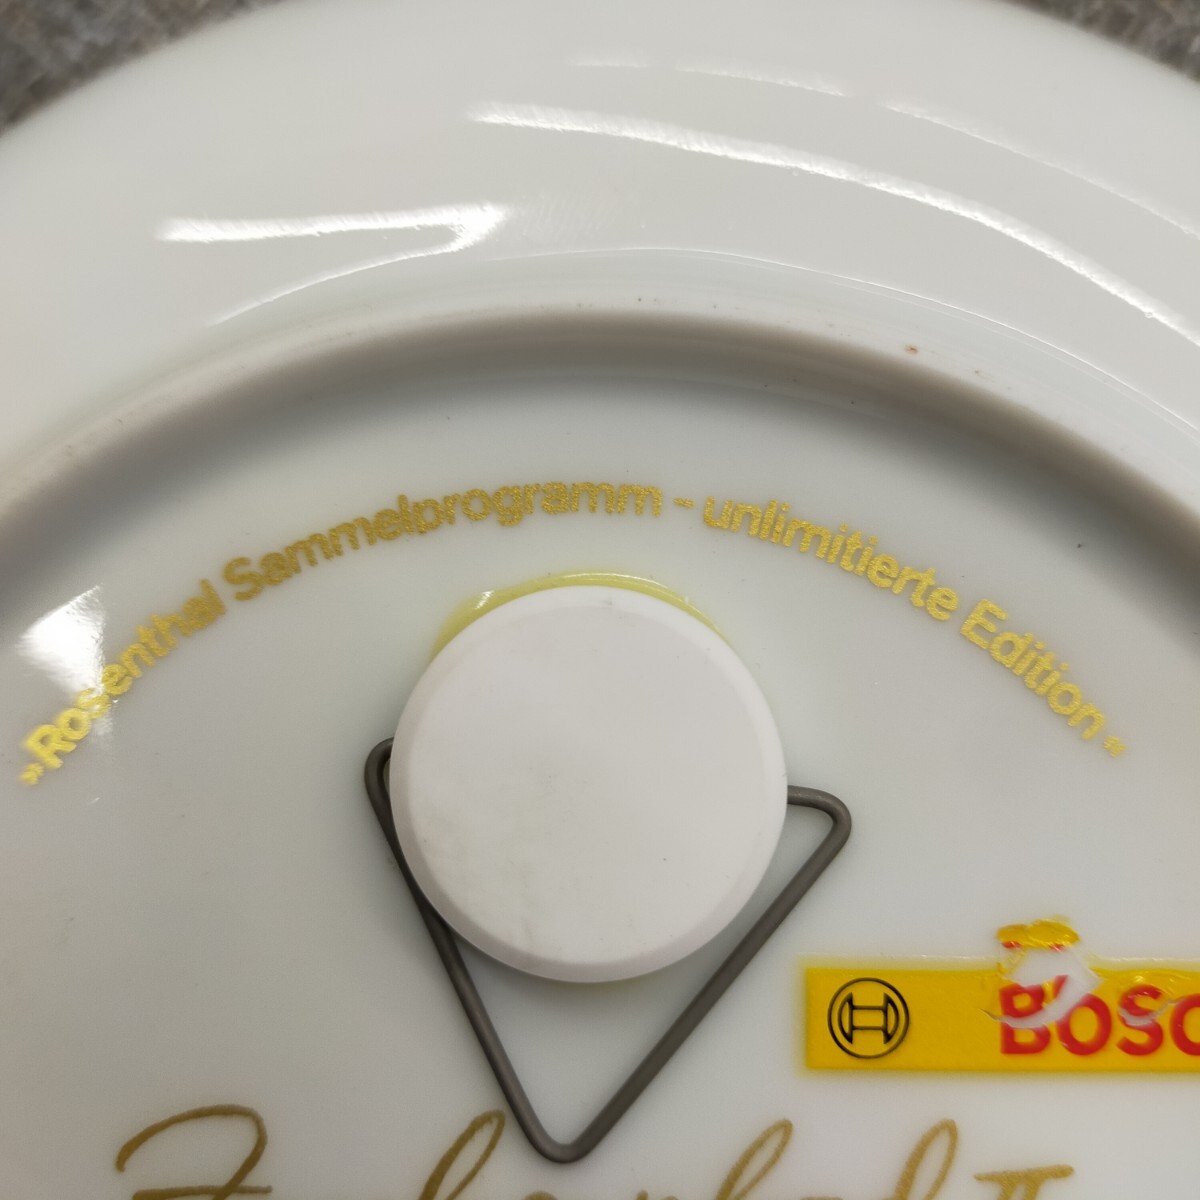 „Rosenthal Sammelprogramm - unlimitierte Edition“
BOSC